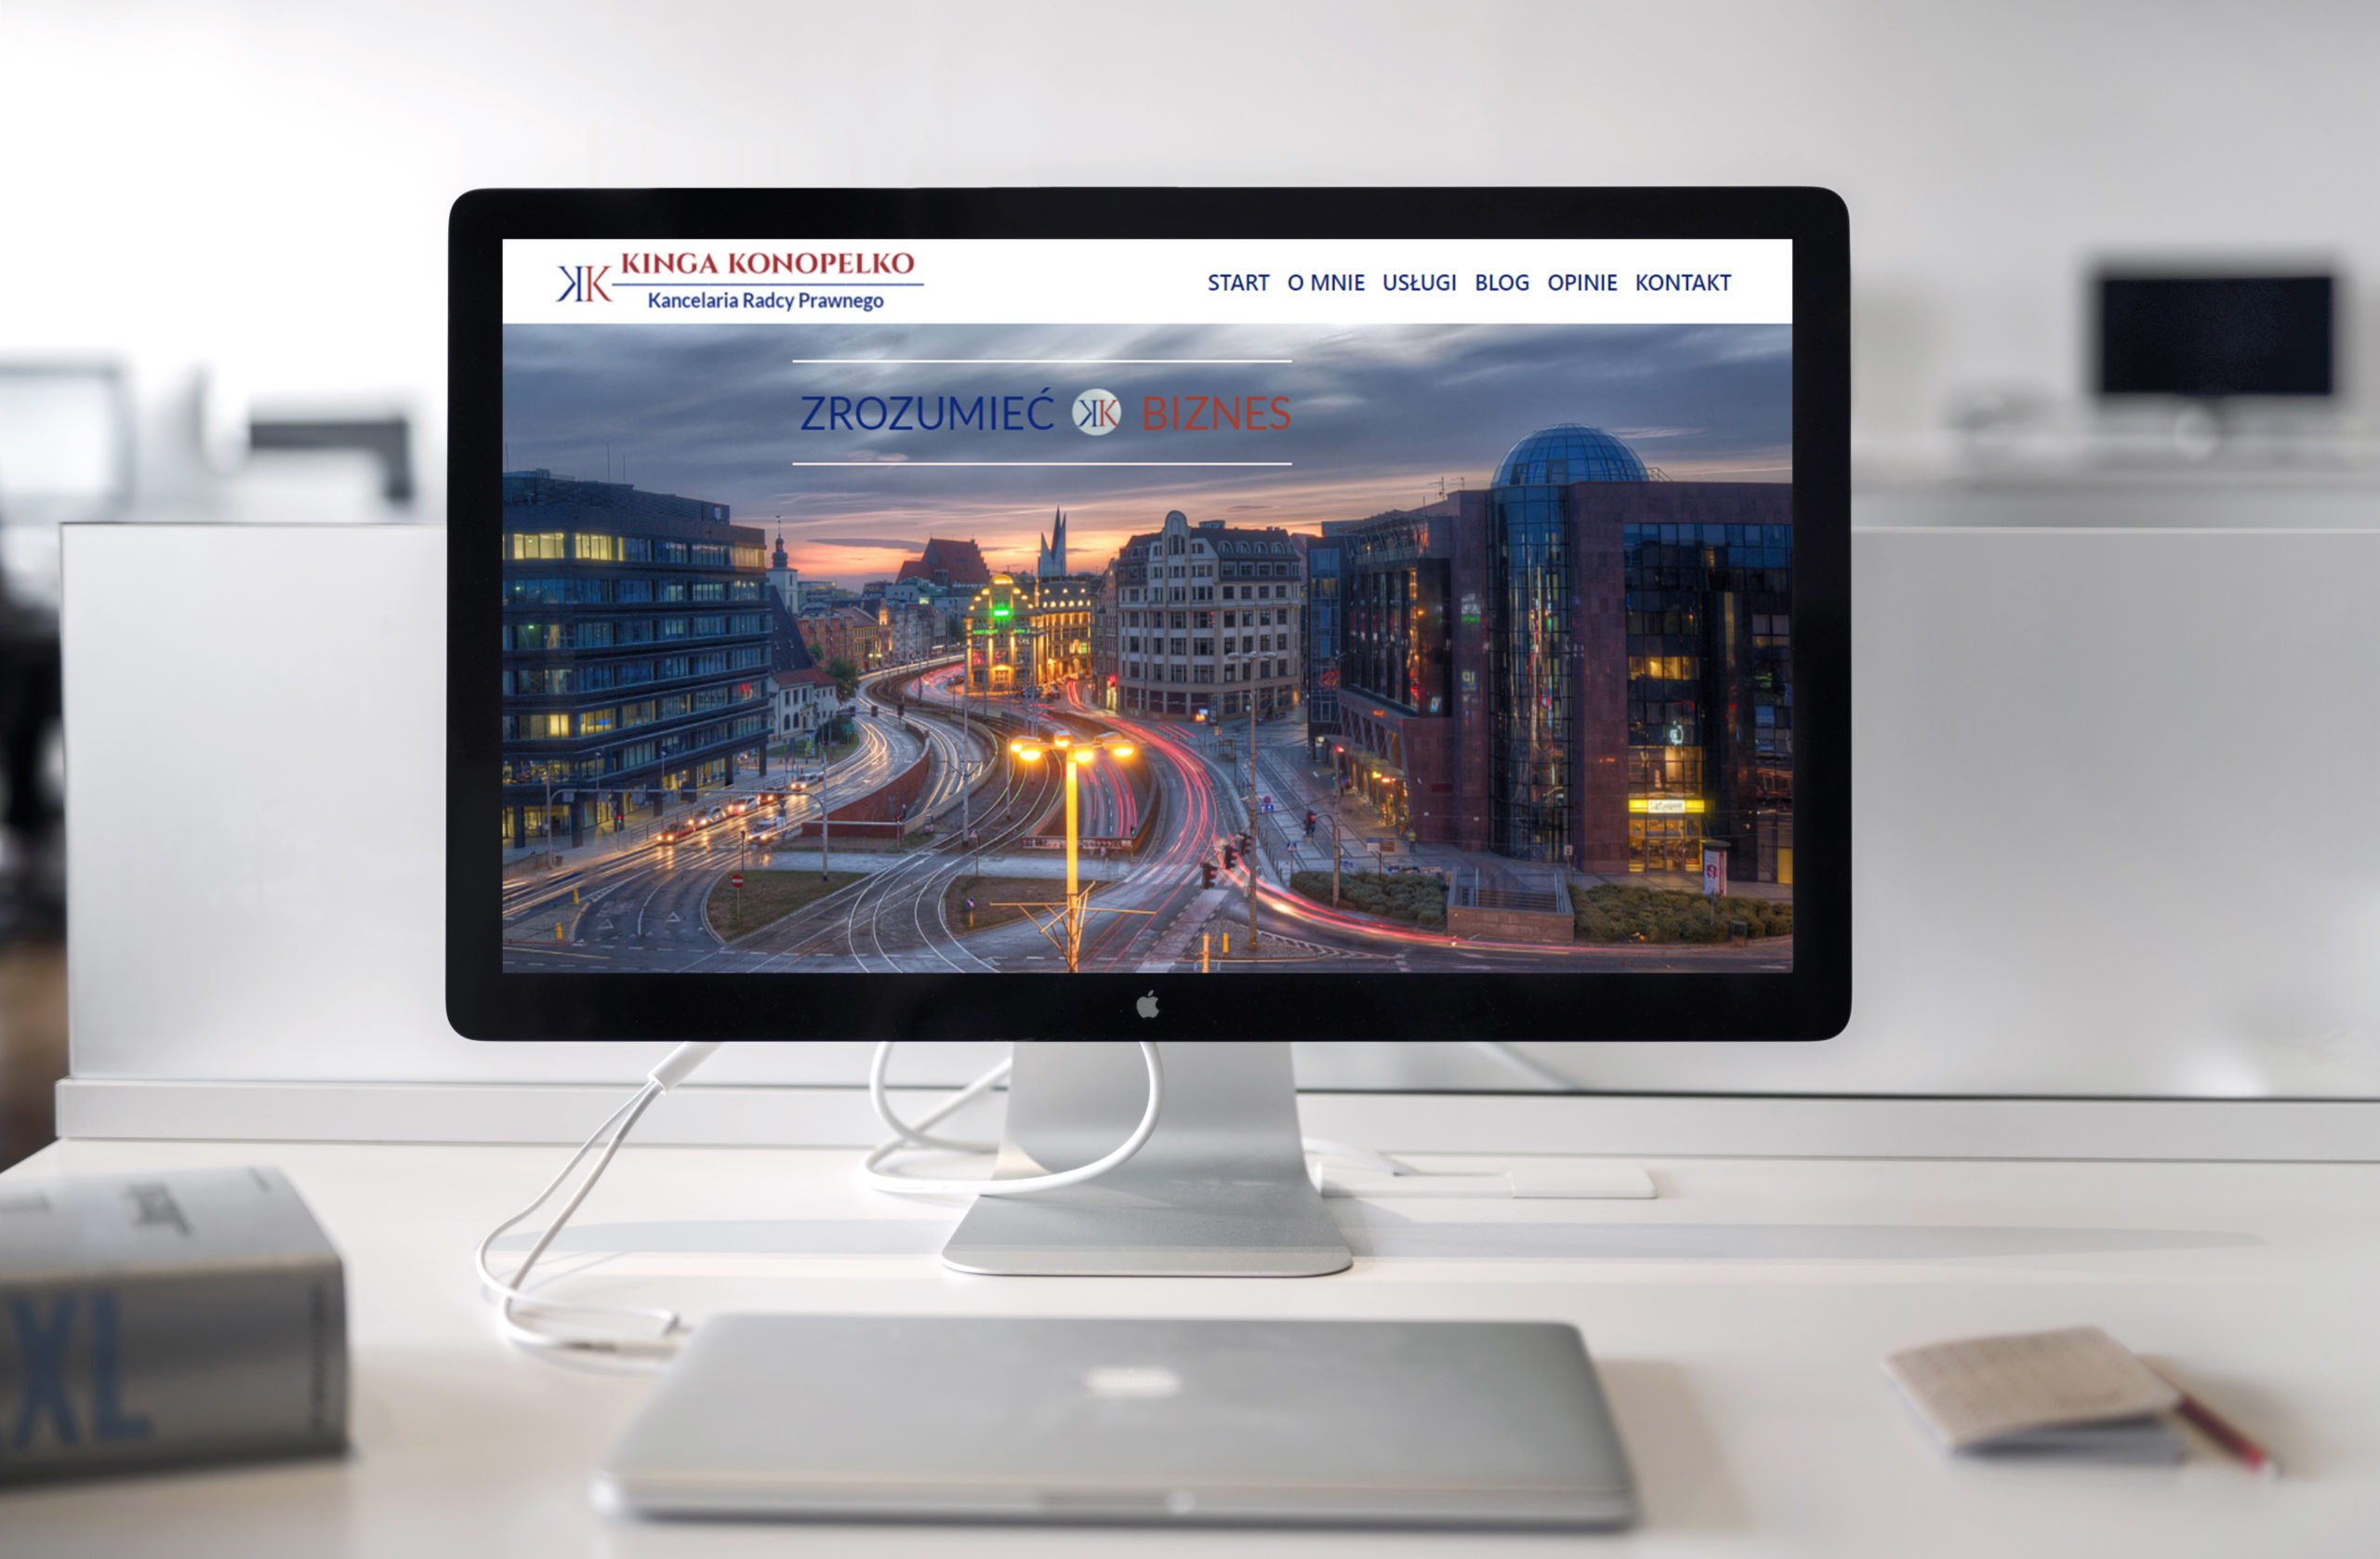 KINGA KONOPELKO
KK
Kancelaria Radcy Prawnego
START O MNIE USŁUGI BLOG OPINIE KONTAKT
ZROZUMIEĆ KK BIZNES
XL